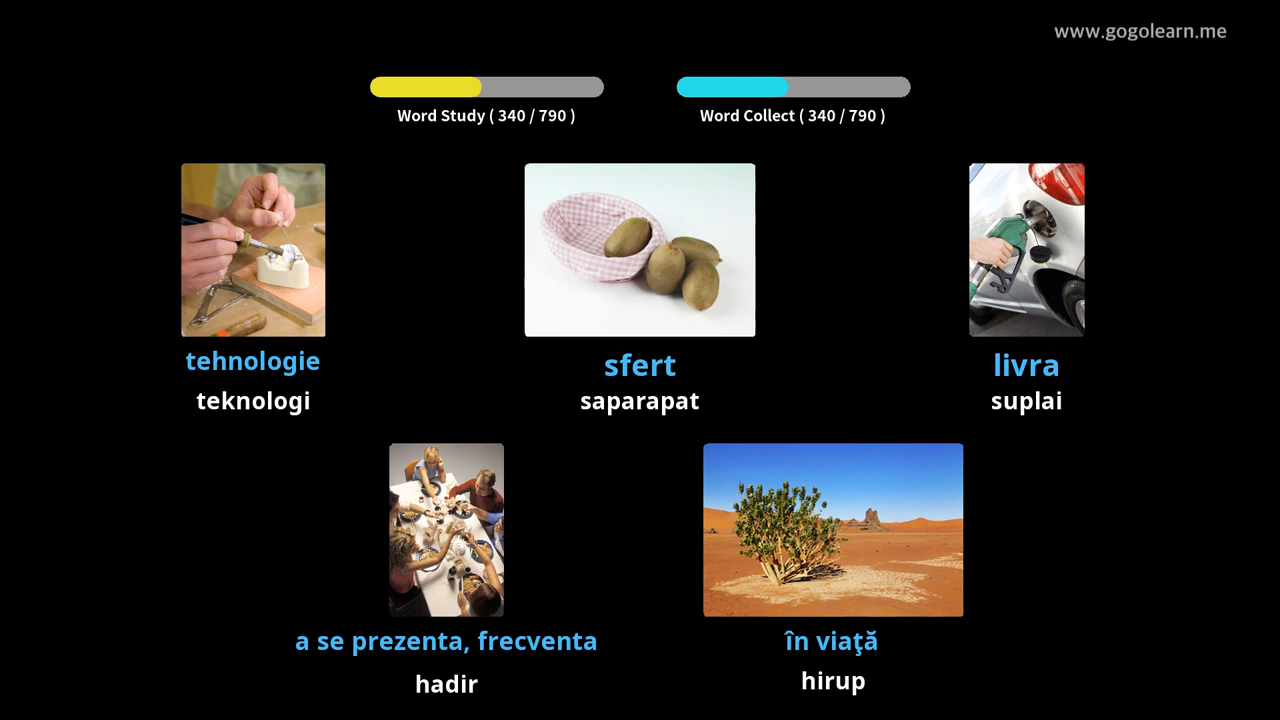 www.gogolearn.me
Word Study ( 340 / 790 )
Word Collect ( 340 / 790 )
tehnologie
teknologi
sfert
saparapat
livra
suplai
a se prezenta, frecventa
hadir
în viaţă
hirup